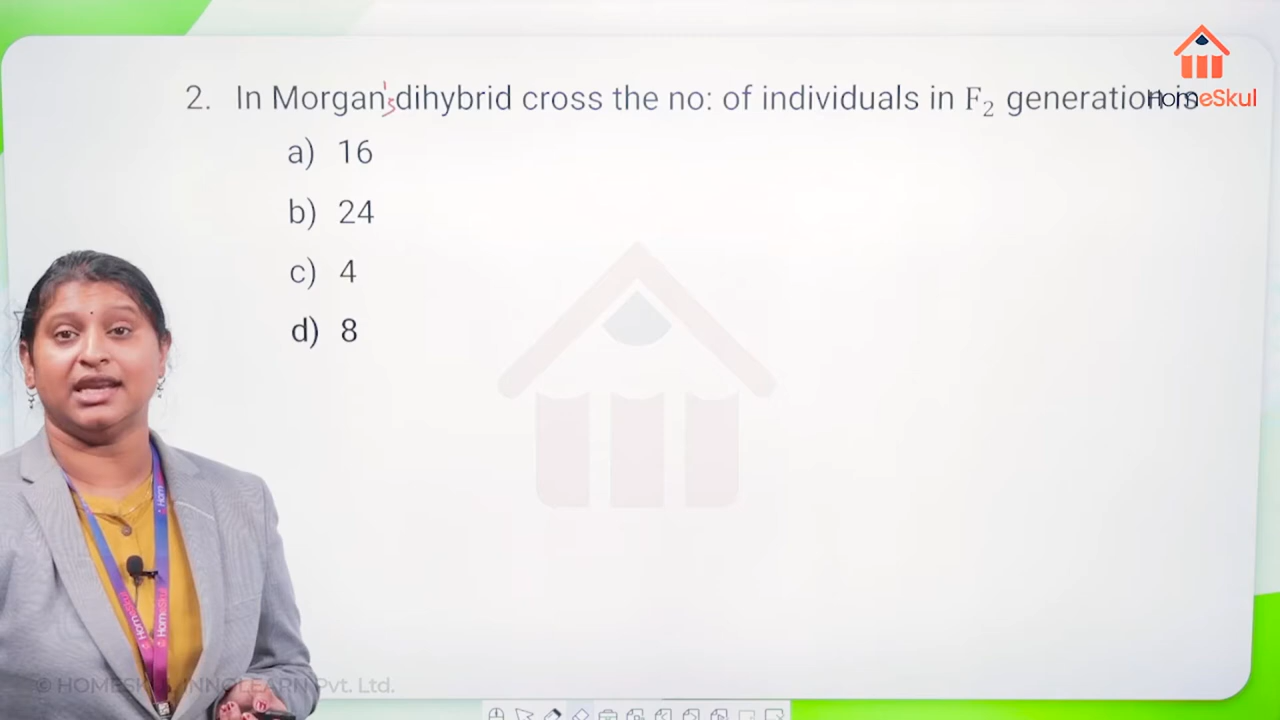 HomeSkul
2. In Morgan's dihybrid cross the no: of individuals in F₂ generation is
a) 16
b) 24
c) 4
d) 8
© HOMESKUL INNOLEARN Pvt. Ltd.